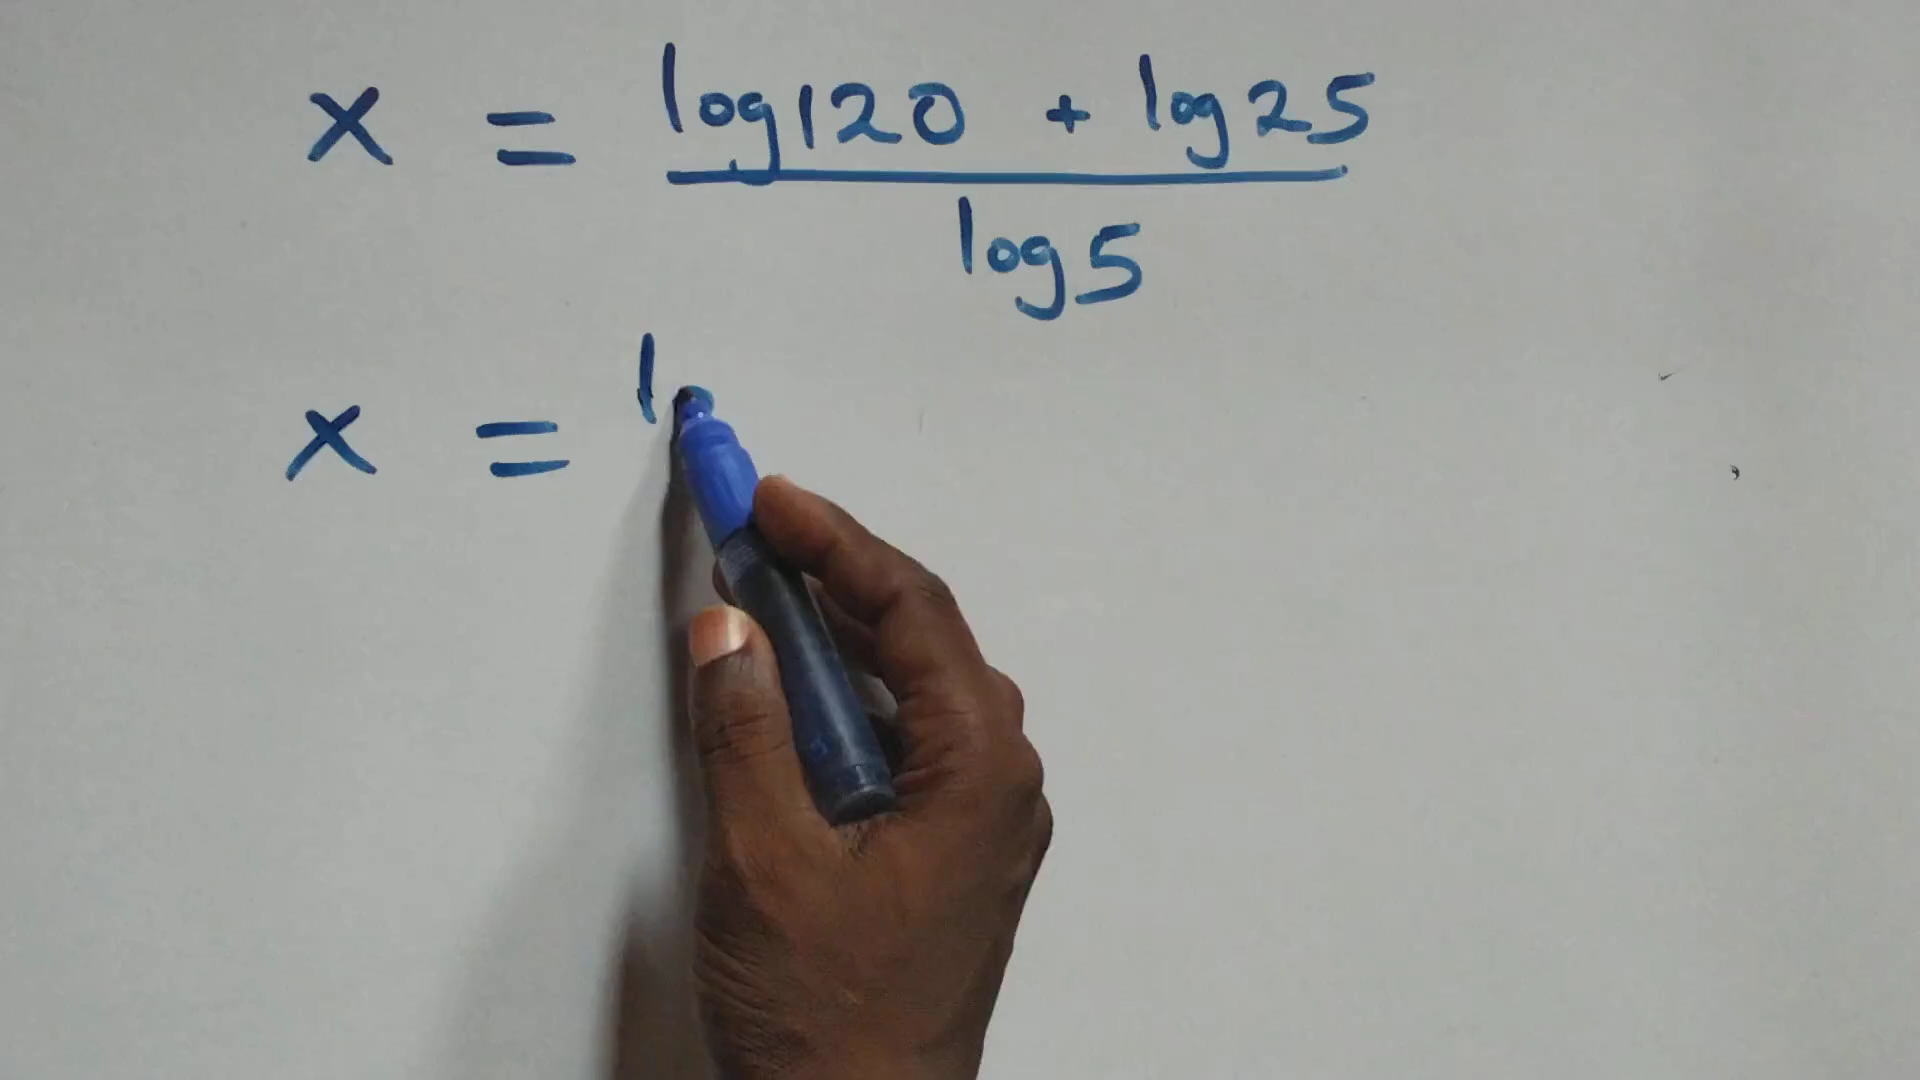 x = log120 + log25
log5
x = l